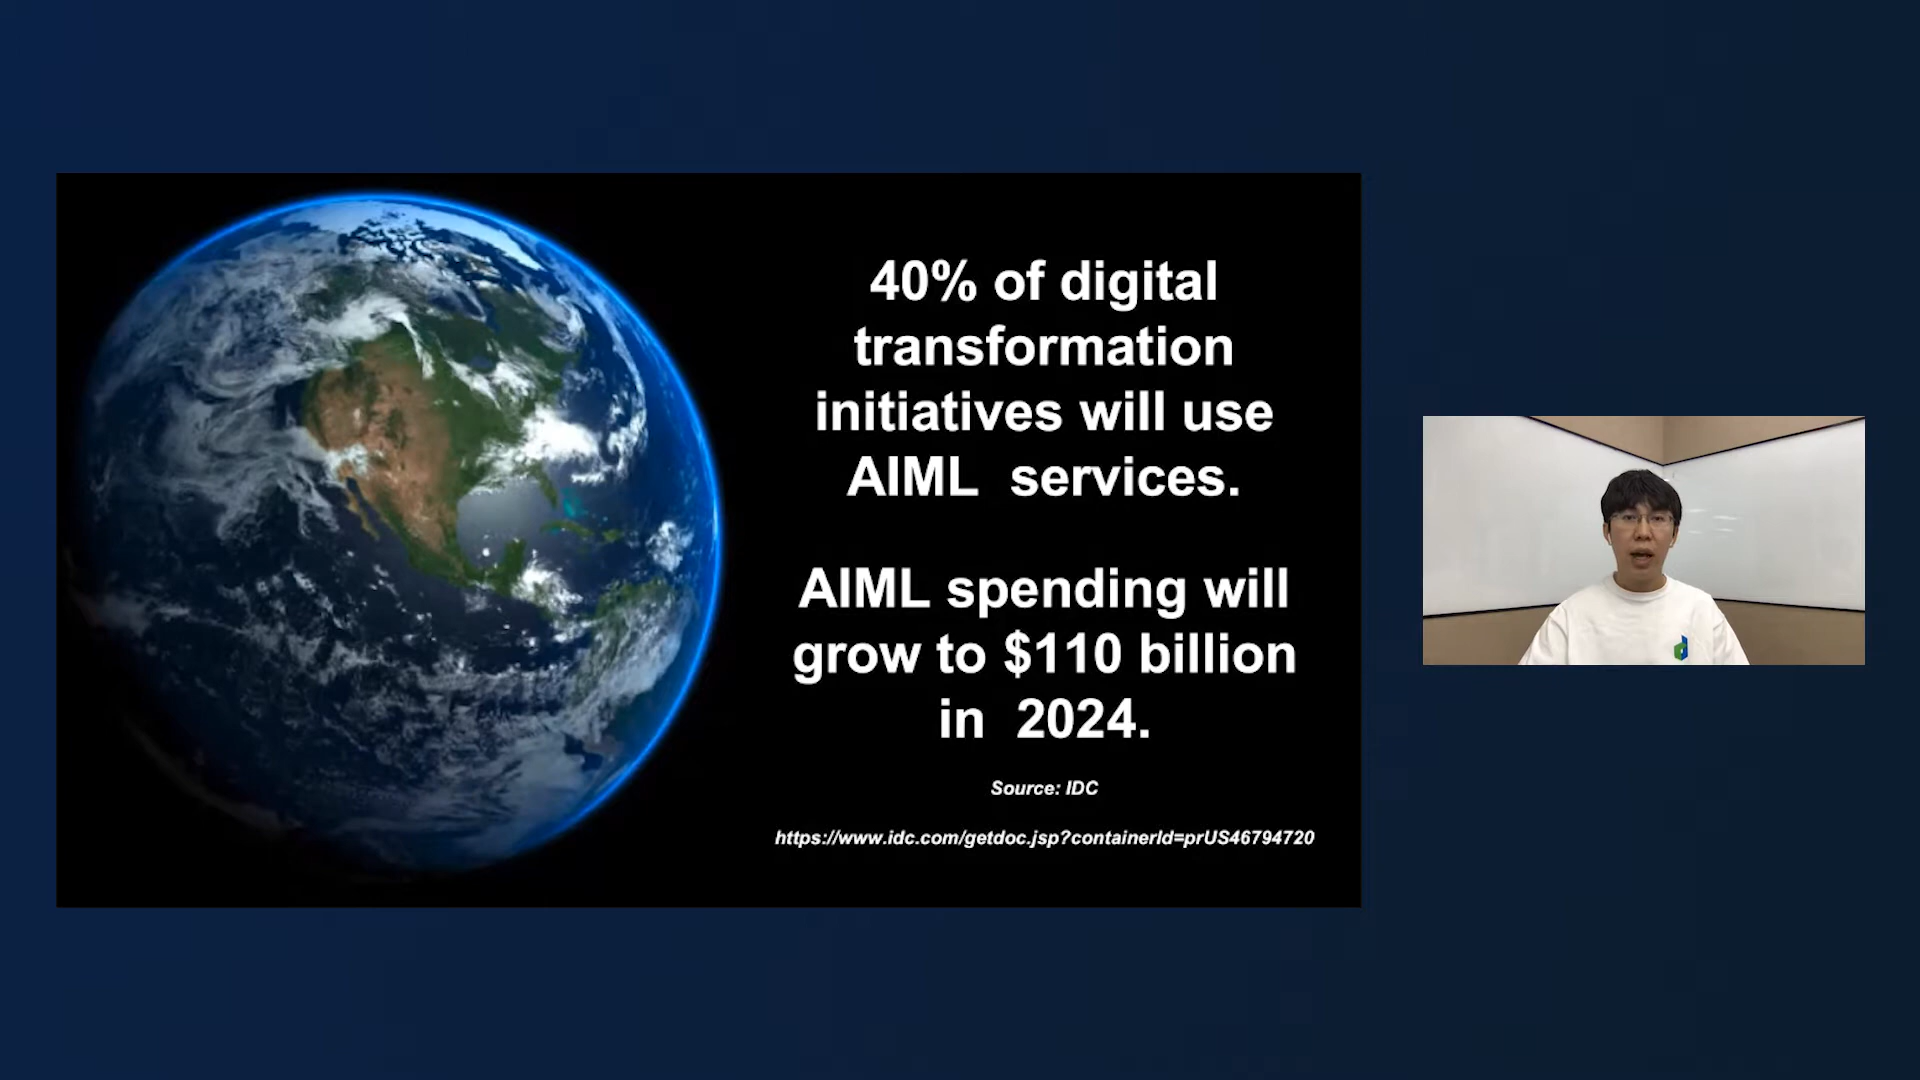 40% of digital
transformation
initiatives will use
AIML  services.
AIML spending will
grow to $110 billion
in  2024.
Source: IDC
https://www.idc.com/getdoc.jsp?containerId=prUS46794720